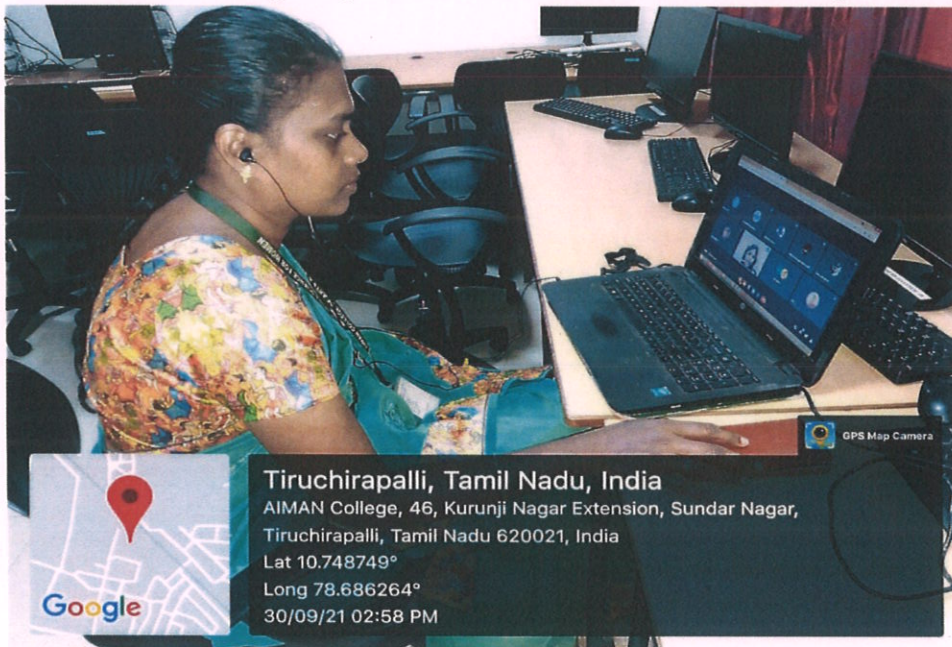 GPS Map Camera
Tiruchirapalli, Tamil Nadu, India
AIMAN College, 46, Kurunji Nagar Extension, Sundar Nagar,
Tiruchirapalli, Tamil Nadu 620021, India
Lat 10.748749°
Long 78.686264°
30/09/21 02:58 PM
Google